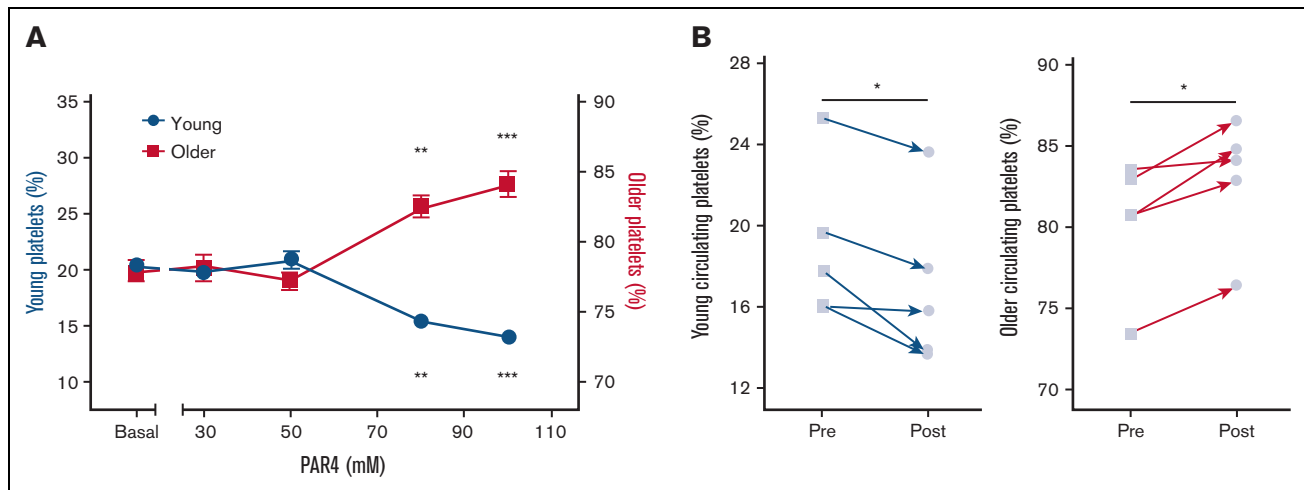 A
Young platelets (%)
35
30
25
20
15
10
Young
Older
**
***
**
***
90
85
80
75
70
Older platelets (%)
Basal
30
50
70
90
110
PAR4 (mM)
B
Young circulating platelets (%)
28
24
20
16
12
*
Pre
Post
Older circulating platelets (%)
90
85
80
75
70
*
Pre
Post